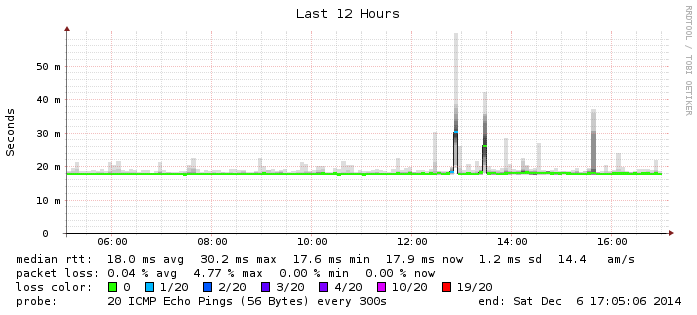 Last 12 Hours
RRDTOOL / TOBI OETIKER
Seconds
50 m
40 m
30 m
20 m
10 m
0
06:00 08:00 10:00 12:00 14:00 16:00
median rtt: 18.0 ms avg 30.2 ms max 17.6 ms min 17.9 ms now 1.2 ms sd 14.4 am/s
packet loss: 0.04 % avg 4.77 % max 0.00 % min 0.00 % now
loss color: 0 1/20 2/20 3/20 4/20 10/20 19/20
probe: 20 ICMP Echo Pings (56 Bytes) every 300s end: Sat Dec 6 17:05:06 2014